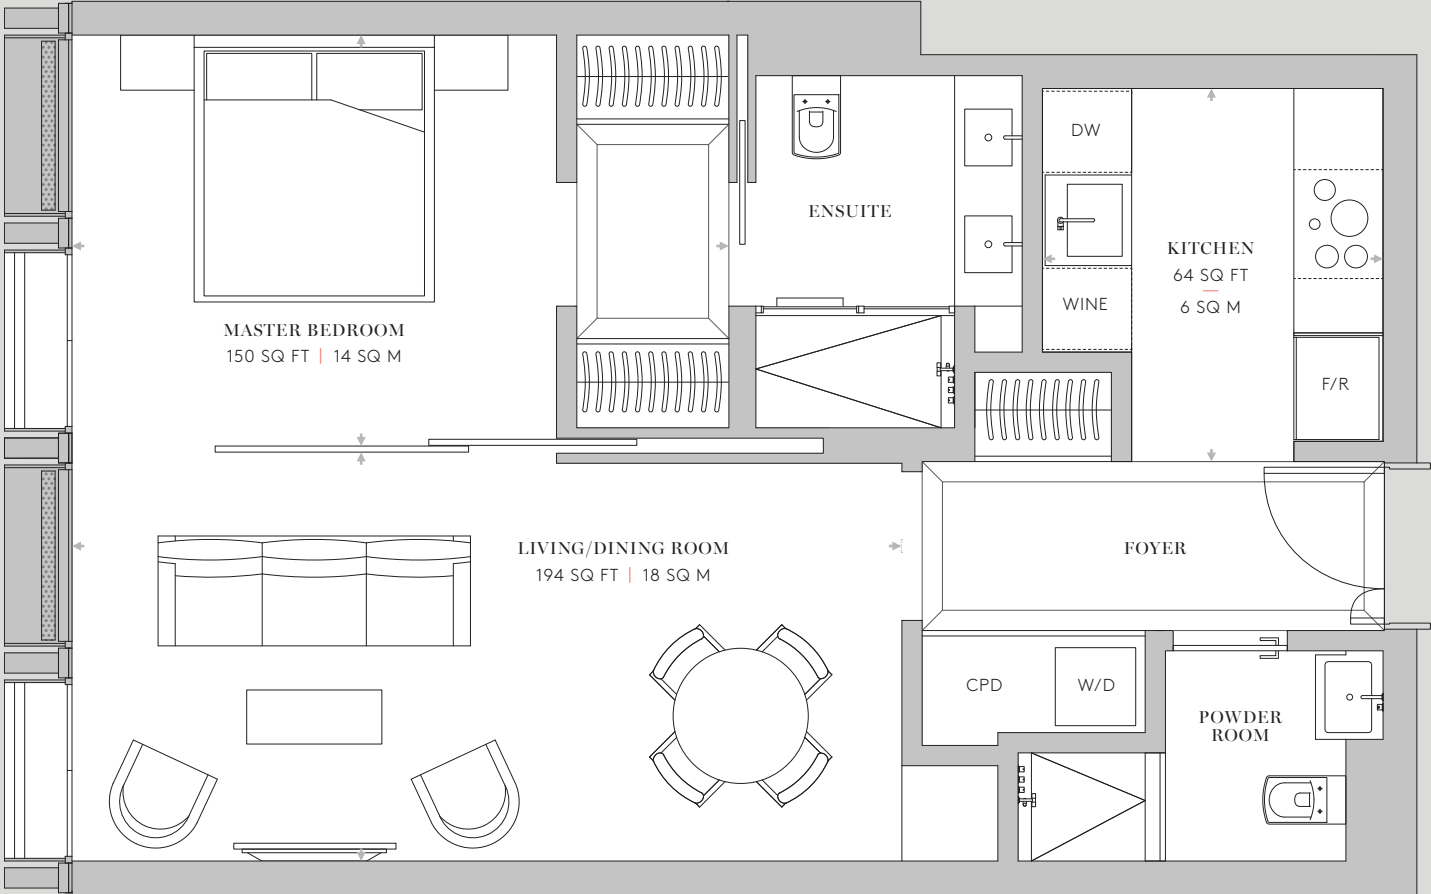 DW
ENSUITE
KITCHEN
64 SQ FT
6 SQ M
WINE
MASTER BEDROOM
150 SQ FT | 14 SQ M
F/R
LIVING/DINING ROOM
194 SQ FT | 18 SQ M
FOYER
CPD
W/D
POWDER
ROOM